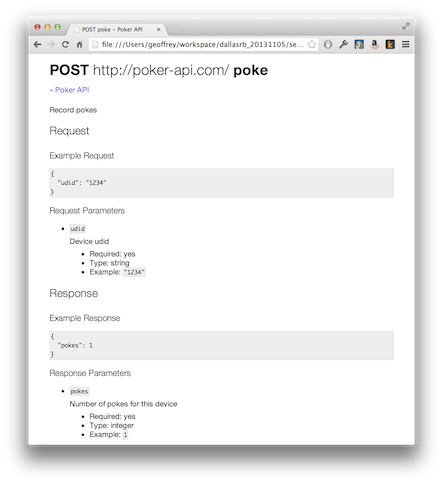 POST poke – Poker API
file:///Users/geoffrey/workspace/dallasrb_20131105/se...
POST http://poker-api.com/ poke
« Poker API
Record pokes
Request
Example Request
{
"udid": "1234"
}
Request Parameters
udid
Device udid
Required: yes
Type: string
Example: "1234"
Response
Example Response
{
"pokes": 1
}
Response Parameters
pokes
Number of pokes for this device
Required: yes
Type: integer
Example: 1